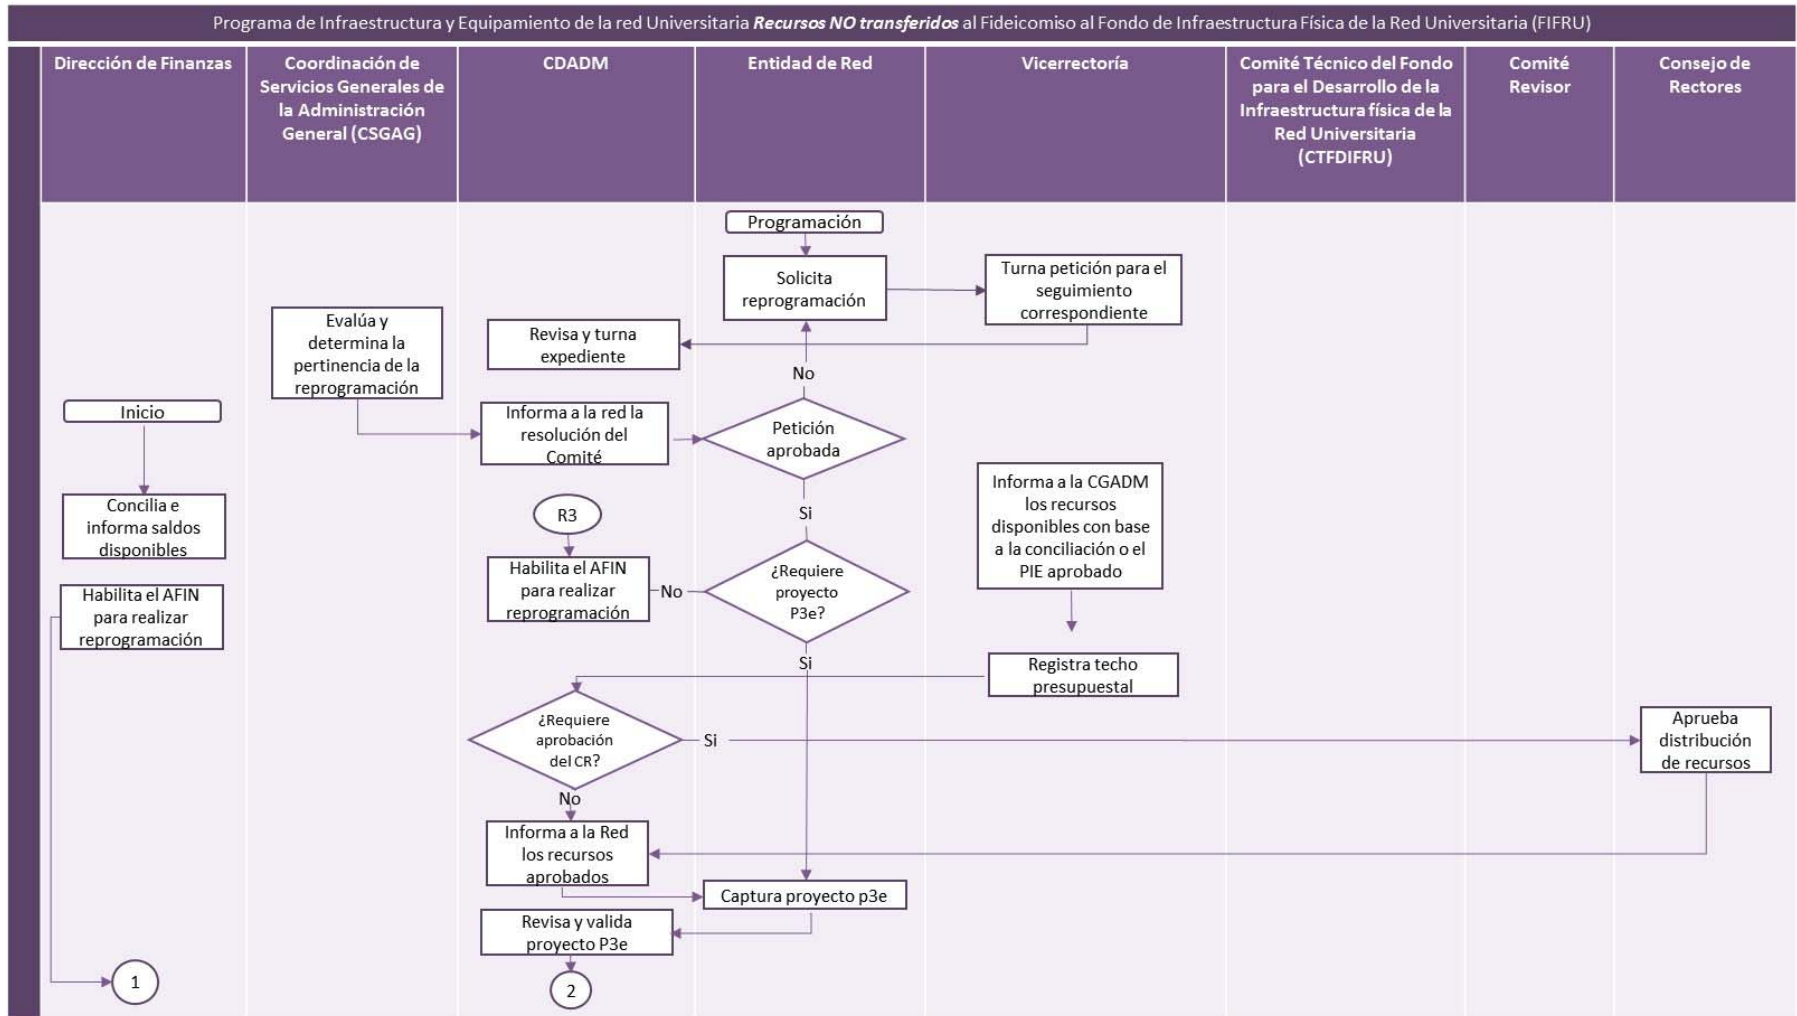 Programa de Infraestructura y Equipamiento de la red Universitaria Recursos NO transferidos al Fideicomiso al Fondo de Infraestructura Física de la Red Universitaria (FIFRU)
Dirección de Finanzas
Coordinación de
Servicios Generales de
la Administración
General (CSGAG)
CDADM
Entidad de Red
Vicerrectoría
Comité Técnico del Fondo
para el Desarrollo de la
Infraestructura física de la
Red Universitaria
(CTFDIFRU)
Comité
Revisor
Consejo de
Rectores
Programación
Solicita
reprogramación
Turna petición para el
seguimiento
correspondiente
Revisa y turna
expediente
Evalúa y
determina la
pertinencia de la
reprogramación
No
Inicio
Informa a la red la
resolución del
Comité
Petición
aprobada
Concilia e
informa saldos
disponibles
Si
R3
Informa a la CGADM
los recursos
disponibles con base
a la conciliación o el
PIE aprobado
Habilita el AFIN
para realizar
reprogramación
Habilita el AFIN
para realizar
reprogramación
No
¿Requiere
proyecto
P3e?
Si
Registra techo
presupuestal
¿Requiere
aprobación
del CR?
Si
Aprueba
distribución
de recursos
No
Informa a la Red
los recursos
aprobados
Captura proyecto p3e
Revisa y valida
proyecto P3e
1
2